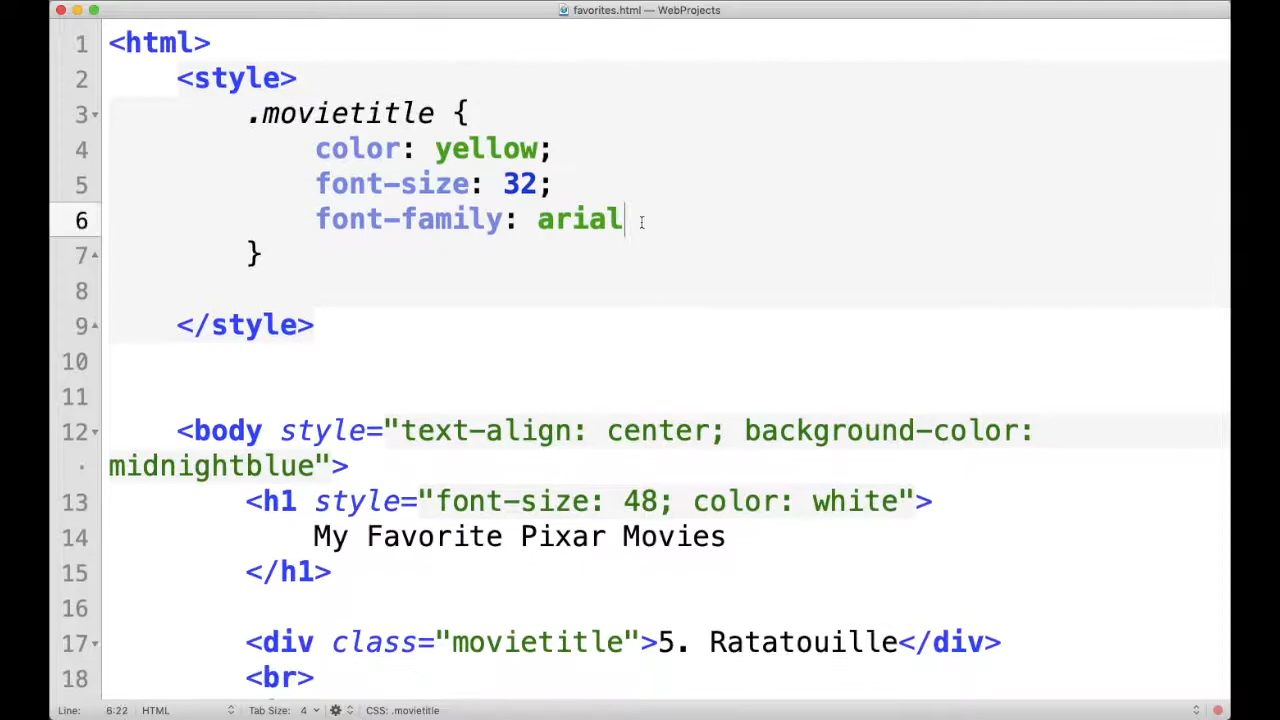 favorites.html — WebProjects
1 <html>
2 <style>
3 .movietitle {
4 color: yellow;
5 font-size: 32;
6 font-family: arial
7 }
8
9 </style>
10
11
12 <body style="text-align: center; background-color:
midnightblue">
13 <h1 style="font-size: 48; color: white">
14 My Favorite Pixar Movies
15 </h1>
16
17 <div class="movietitle">5. Ratatouille</div>
18 <br>
Line: 6:22 HTML Tab Size: 4 CSS: .movietitle